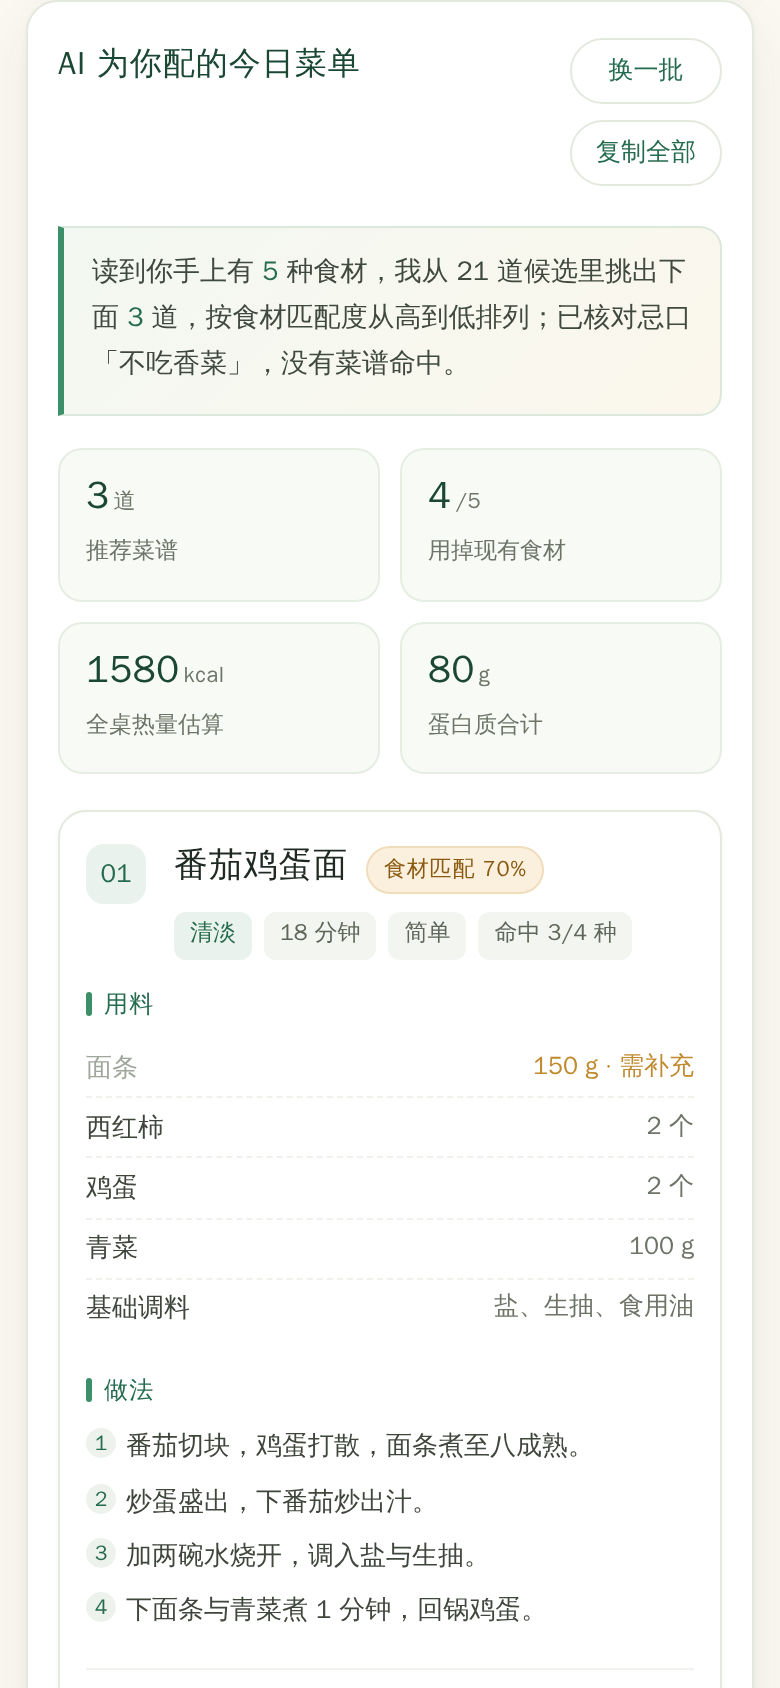 AI 为你配的今日菜单
换一批
复制全部
读到你手上有 5 种食材，我从 21 道候选里挑出下
面 3 道，按食材匹配度从高到低排列；已核对忌口
「不吃香菜」，没有菜谱命中。
3 道
推荐菜谱
4 /5
用掉现有食材
1580 kcal
全桌热量估算
80 g
蛋白质合计
01
番茄鸡蛋面
食材匹配 70%
清淡
18 分钟
简单
命中 3/4 种
用料
面条
150 g · 需补充
西红柿
2 个
鸡蛋
2 个
青菜
100 g
基础调料
盐、生抽、食用油
做法
1 番茄切块，鸡蛋打散，面条煮至八成熟。
2 炒蛋盛出，下番茄炒出汁。
3 加两碗水烧开，调入盐与生抽。
4 下面条与青菜煮 1 分钟，回锅鸡蛋。